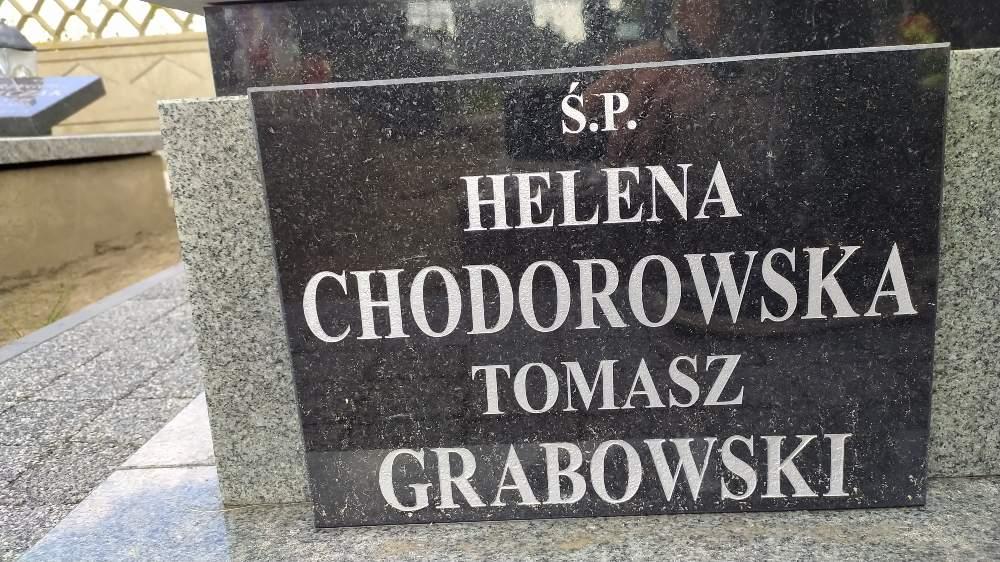 Ś.P.
HELENA
CHODOROWSKA
TOMASZ
GRABOWSKI